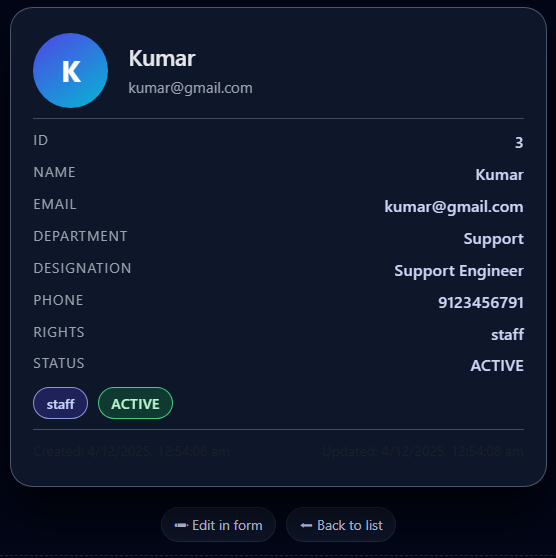 K
Kumar
kumar@gmail.com
ID 3
NAME Kumar
EMAIL kumar@gmail.com
DEPARTMENT Support
DESIGNATION Support Engineer
PHONE 9123456791
RIGHTS staff
STATUS ACTIVE
staff ACTIVE
Created: 4/12/2025, 12:54:08 am Updated: 4/12/2025, 12:54:08 am
Edit in form Back to list